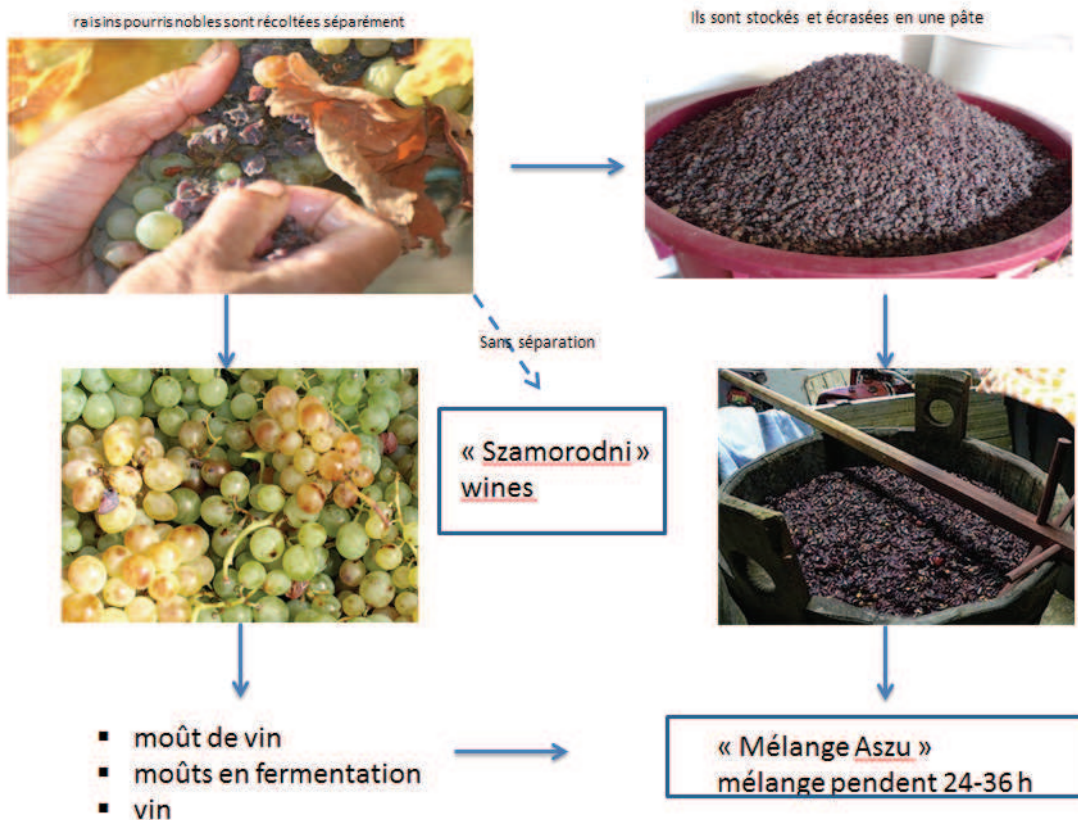 raisins pourris nobles sont récoltées séparément
Ils sont stockés et écrasées en une pâte
Sans séparation
« Szamorodni »
wines
▪ moût de vin
▪ moûts en fermentation
▪ vin
« Mélange Aszu »
mélange pendent 24-36 h